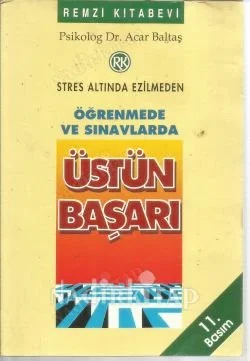 REMZİ KİTABEVİ
Psikolog Dr. Acar Baltaş
RK
STRES ALTINDA EZİLMEDEN
ÖĞRENMEDE
VE SINAVLARDA
ÜSTÜN
BAŞARI
11.
Basım